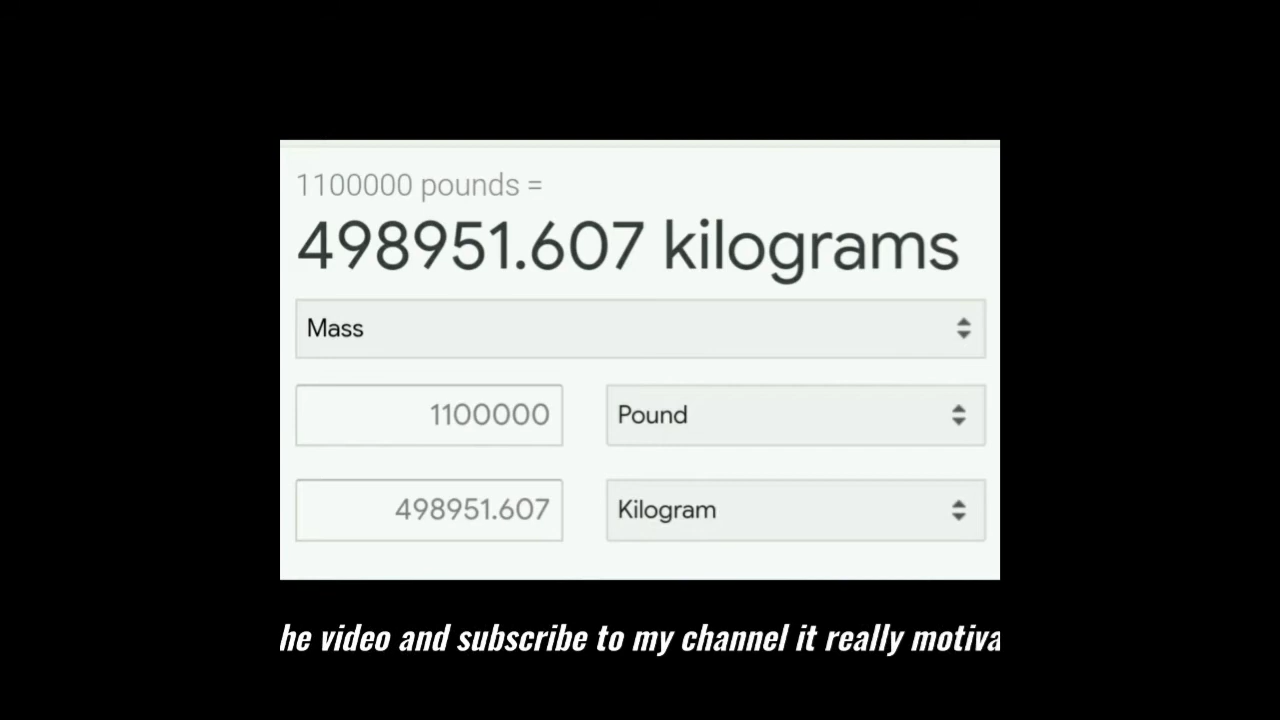 1100000 pounds =
498951.607 kilograms
Mass
1100000 Pound
498951.607 Kilogram
he video and subscribe to my channel it really motiva